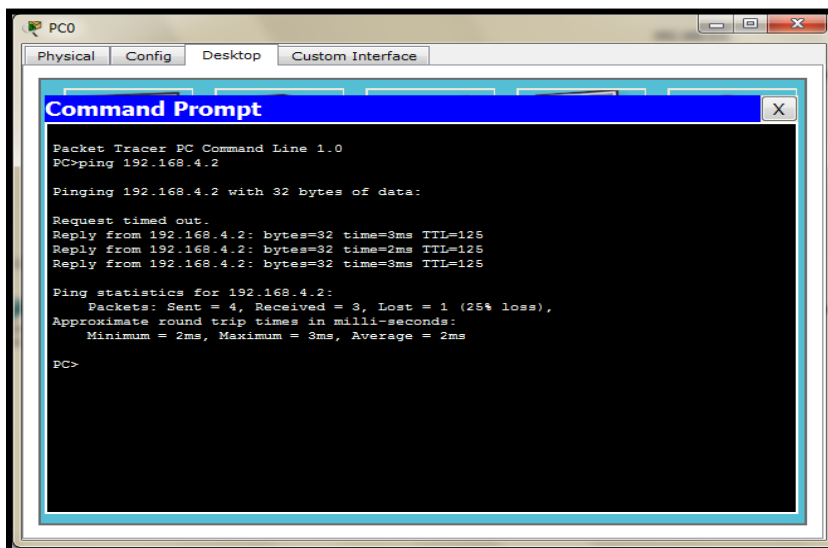 PC0
Physical Config Desktop Custom Interface
Command Prompt
X
Packet Tracer PC Command Line 1.0
PC>ping 192.168.4.2
Pinging 192.168.4.2 with 32 bytes of data:
Request timed out.
Reply from 192.168.4.2: bytes=32 time=3ms TTL=125
Reply from 192.168.4.2: bytes=32 time=2ms TTL=125
Reply from 192.168.4.2: bytes=32 time=3ms TTL=125
Ping statistics for 192.168.4.2:
Packets: Sent = 4, Received = 3, Lost = 1 (25% loss),
Approximate round trip times in milli-seconds:
Minimum = 2ms, Maximum = 3ms, Average = 2ms
PC>